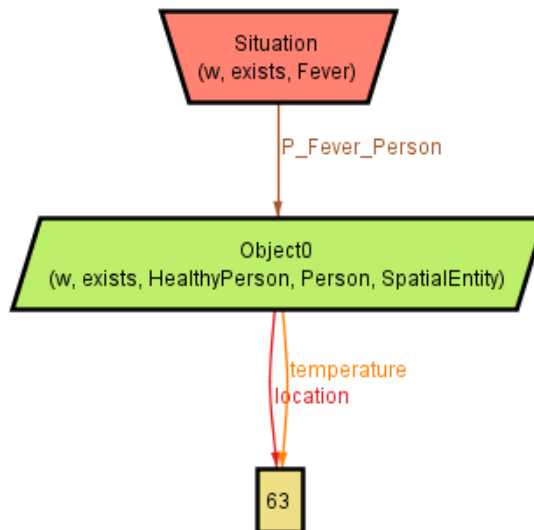 Situation
(w, exists, Fever)
P_Fever_Person
Object0
(w, exists, HealthyPerson, Person, SpatialEntity)
temperature
location
63